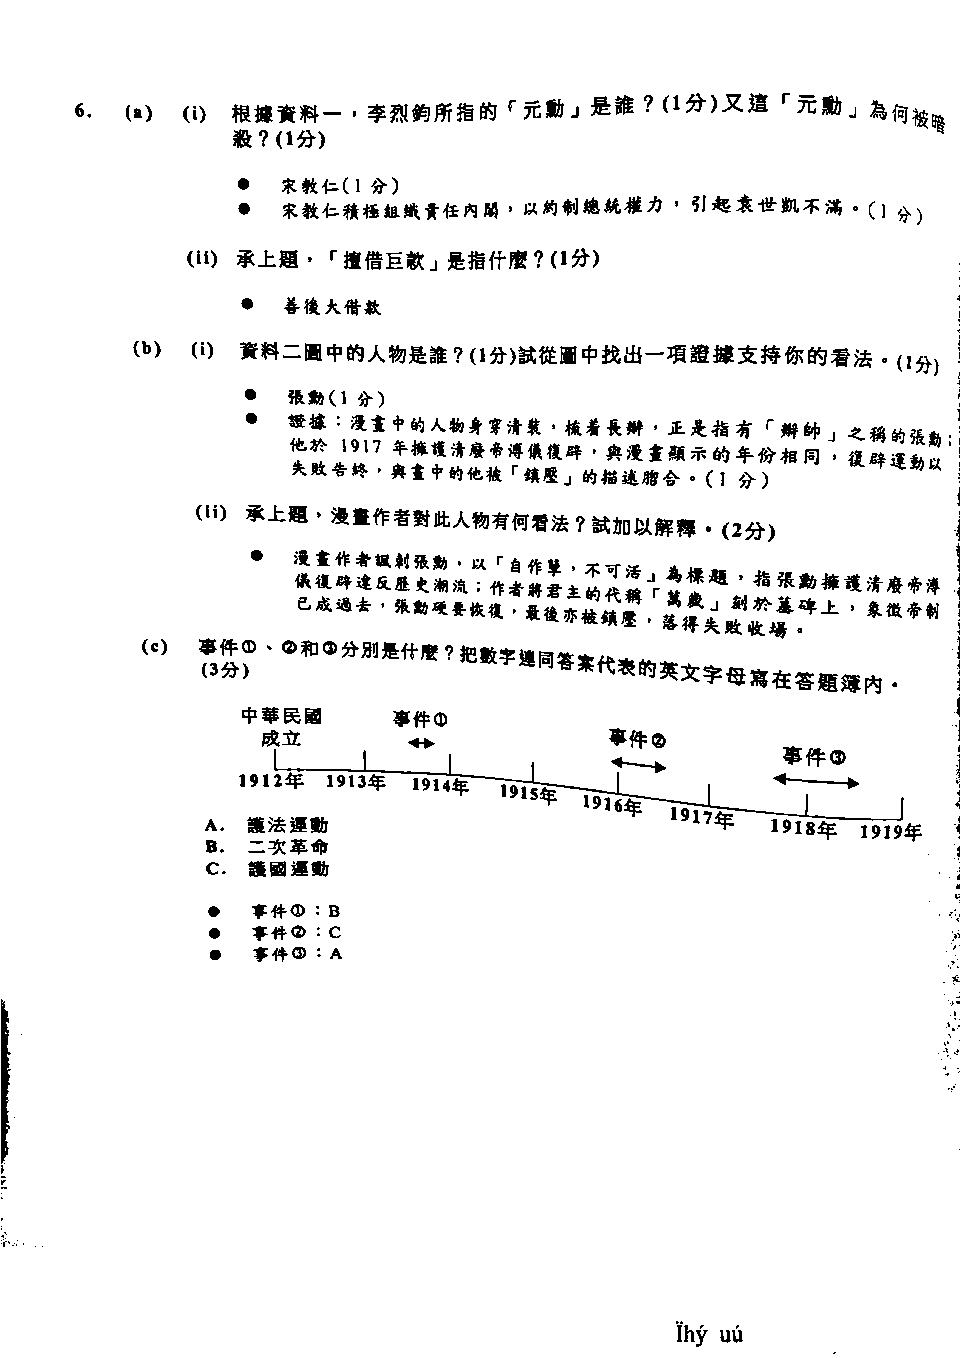 6. (a) (i) 根據資料一，李烈鈞所指的「元勳」是誰？(1分)又這「元勳」為何被暗
殺？(1分)
● 宋教仁(1 分)
● 宋教仁積極組織責任內閣，以約制總統權力，引起袁世凱不滿。(1 分)
(ii) 承上題，「擅借巨款」是指什麼？(1分)
● 善後大借款
(b) (i) 資料二圖中的人物是誰？(1分)試從圖中找出一項證據支持你的看法。(1分)
● 張勳(1 分)
● 證據：漫畫中的人物身穿清裝，梳着長辮，正是指有「辮帥」之稱的張勳；
他於 1917 年擁護清廢帝溥儀復辟，與漫畫顯示的年份相同，復辟運動以
失敗告終，與畫中的他被「鎮壓」的描述脗合。(1 分)
(ii) 承上題，漫畫作者對此人物有何看法？試加以解釋。(2分)
● 漫畫作者諷刺張勳，以「自作孽，不可活」為標題，指張勳擁護清廢帝溥
儀復辟違反歷史潮流；作者將君主的代稱「萬歲」刻於墓碑上，象徵帝制
已成過去，張勳硬要恢復，最後亦被鎮壓，落得失敗收場。
(c) 事件①、②和③分別是什麼？把數字連同答案代表的英文字母寫在答題簿內。
(3分)
中華民國
成立
事件①
事件②
事件③
1912年 1913年 1914年 1915年 1916年 1917年 1918年 1919年
A. 護法運動
B. 二次革命
C. 護國運動
● 事件①：B
● 事件②：C
● 事件③：A
Ïhý uú